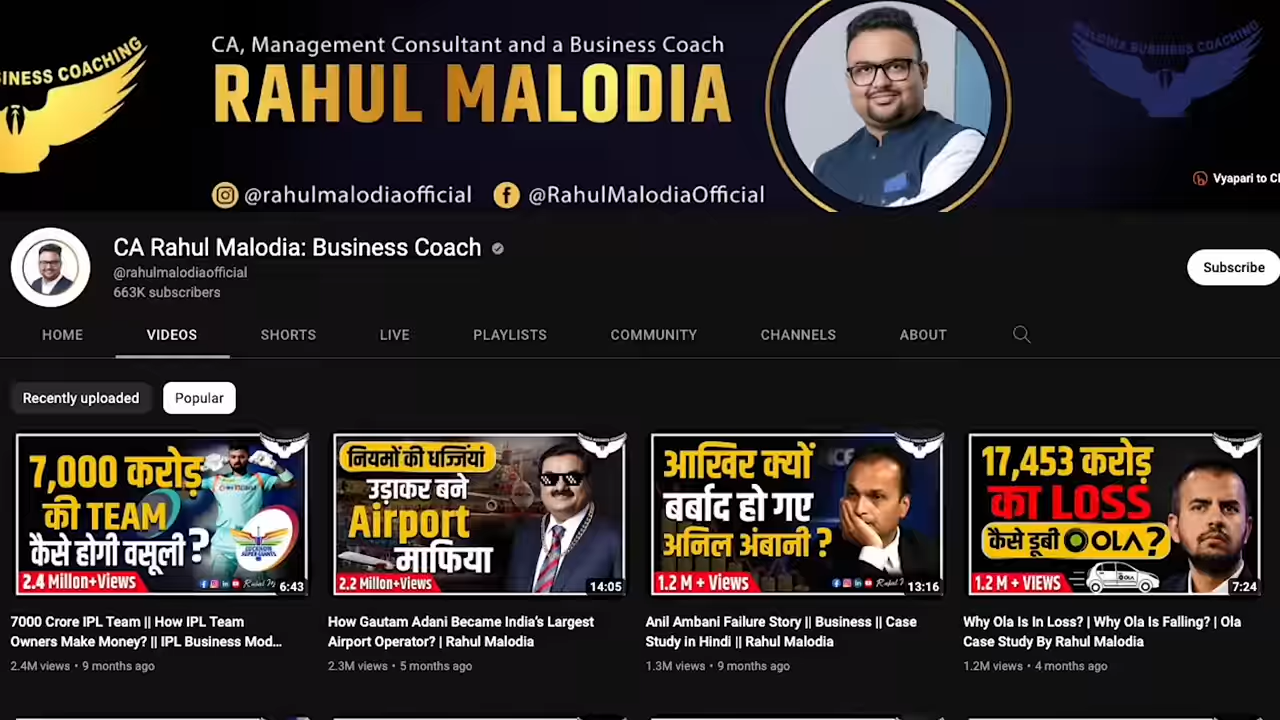 INESS COACHING
CA, Management Consultant and a Business Coach
RAHUL MALODIA
MALODIA BUSINESS COACHING
@rahulmalodiaofficial
@RahulMalodiaOfficial
Vyapari to C
CA Rahul Malodia: Business Coach
@rahulmalodiaofficial
663K subscribers
Subscribe
HOME VIDEOS SHORTS LIVE PLAYLISTS COMMUNITY CHANNELS ABOUT
Recently uploaded Popular
7,000 करोड़
की TEAM
कैसे होगी वसूली ?
LUCKNOW
SUPER GIANTS
2.4 Millon+Views
6:43
7000 Crore IPL Team || How IPL Team
Owners Make Money? || IPL Business Mod...
2.4M views • 9 months ago
नियमों की धज्जियां
उड़ाकर बने
Airport
माफिया
2.2 Millon+Views
14:05
How Gautam Adani Became India's Largest
Airport Operator? | Rahul Malodia
2.3M views • 5 months ago
आखिर क्यों
बर्बाद हो गए
अनिल अंबानी ?
1.2 M + Views
13:16
Anil Ambani Failure Story || Business || Case
Study in Hindi || Rahul Malodia
1.3M views • 9 months ago
17,453 करोड़
का LOSS
कैसे डूबी OLA?
OLA
1.2 M + VIEWS
7:24
Why Ola Is In Loss? | Why Ola Is Falling? | Ola
Case Study By Rahul Malodia
1.2M views • 4 months ago